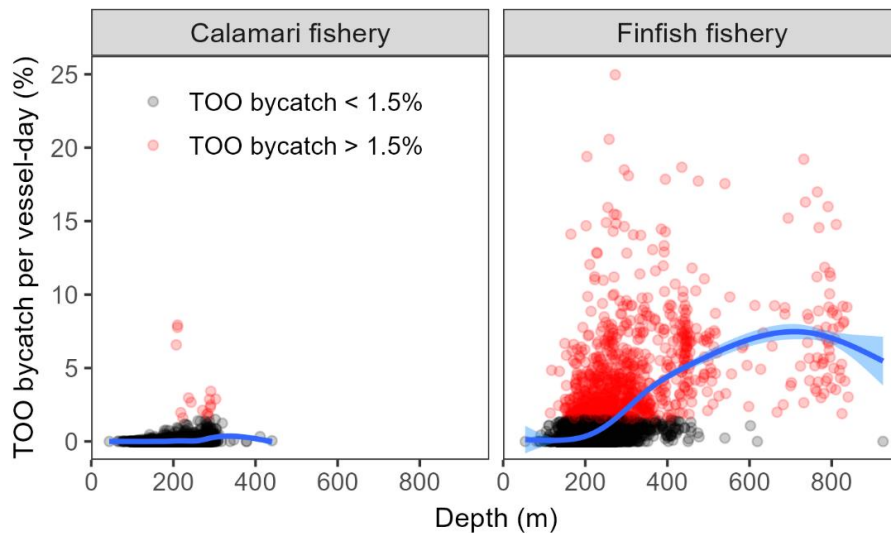 Calamari fishery
Finfish fishery
TOO bycatch per vessel-day (%)
25
20
15
10
5
0
TOO bycatch < 1.5%
TOO bycatch > 1.5%
0 200 400 600 800
0 200 400 600 800
Depth (m)